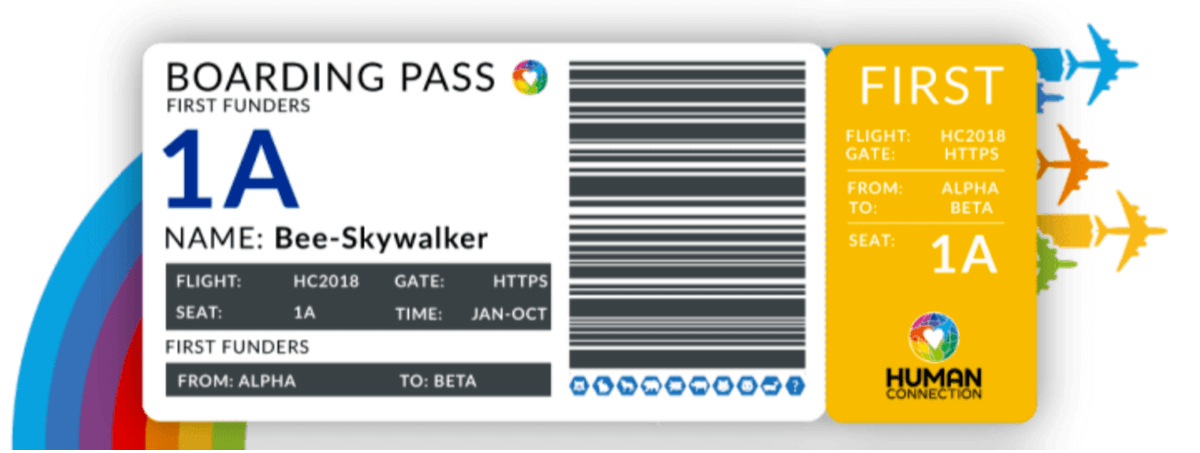 BOARDING PASS
FIRST FUNDERS
1A
NAME: Bee-Skywalker
FLIGHT: HC2018 GATE: HTTPS
SEAT: 1A TIME: JAN-OCT
FIRST FUNDERS
FROM: ALPHA TO: BETA
?
FIRST
FLIGHT: HC2018
GATE: HTTPS
FROM: ALPHA
TO: BETA
SEAT: 1A
HUMAN
CONNECTION